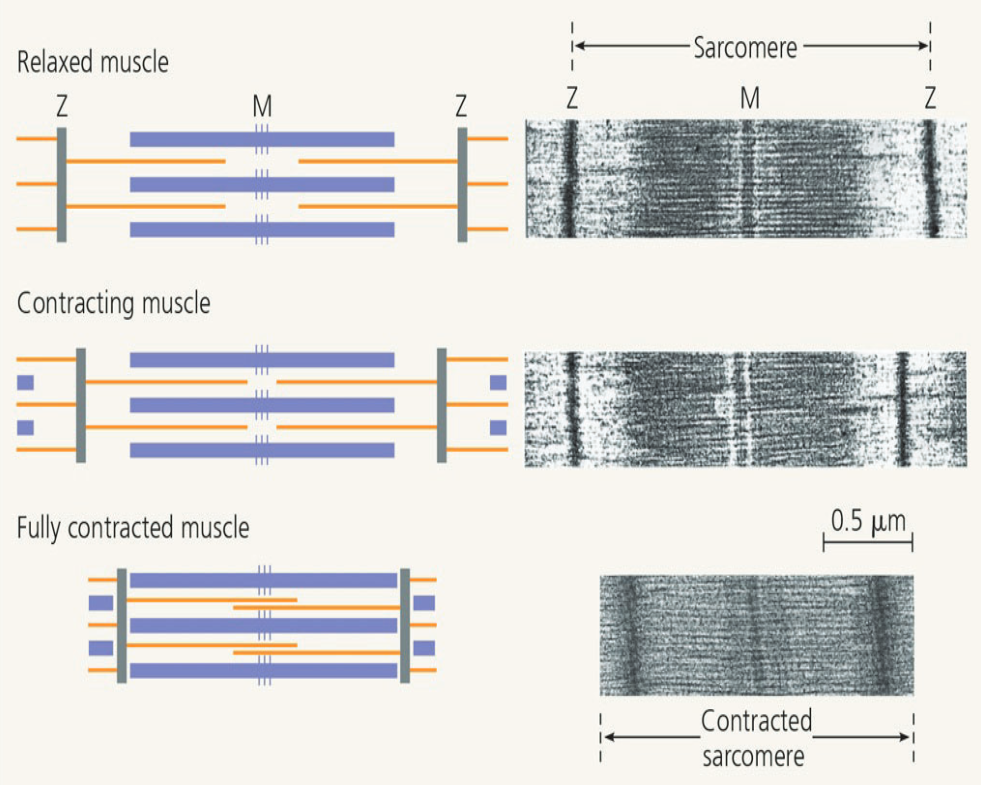 Sarcomere
Relaxed muscle
Z M Z
Z M Z
Contracting muscle
Fully contracted muscle
0.5 μm
Contracted
sarcomere